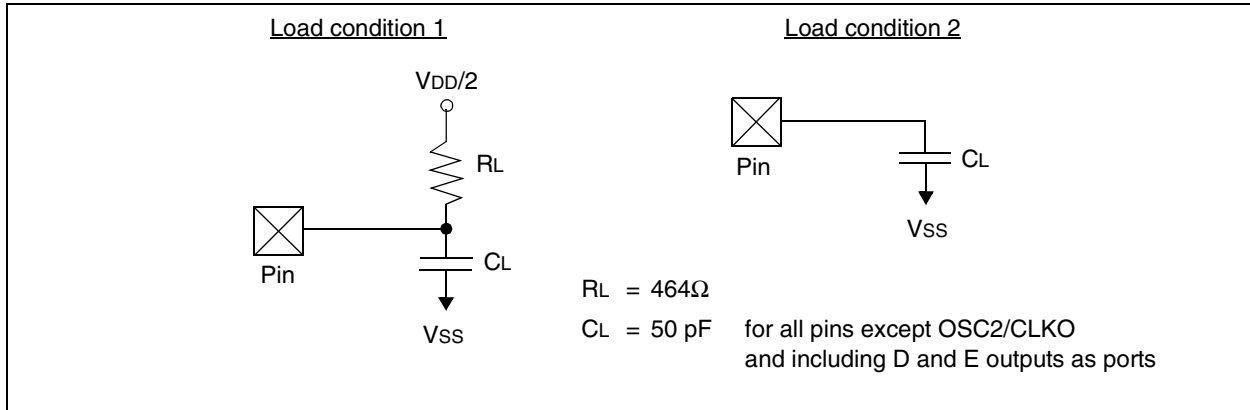 Load condition 1
VDD/2
RL
Pin
CL
VSS
Load condition 2
Pin
CL
VSS
RL = 464Ω
CL = 50 pF for all pins except OSC2/CLKO
and including D and E outputs as ports